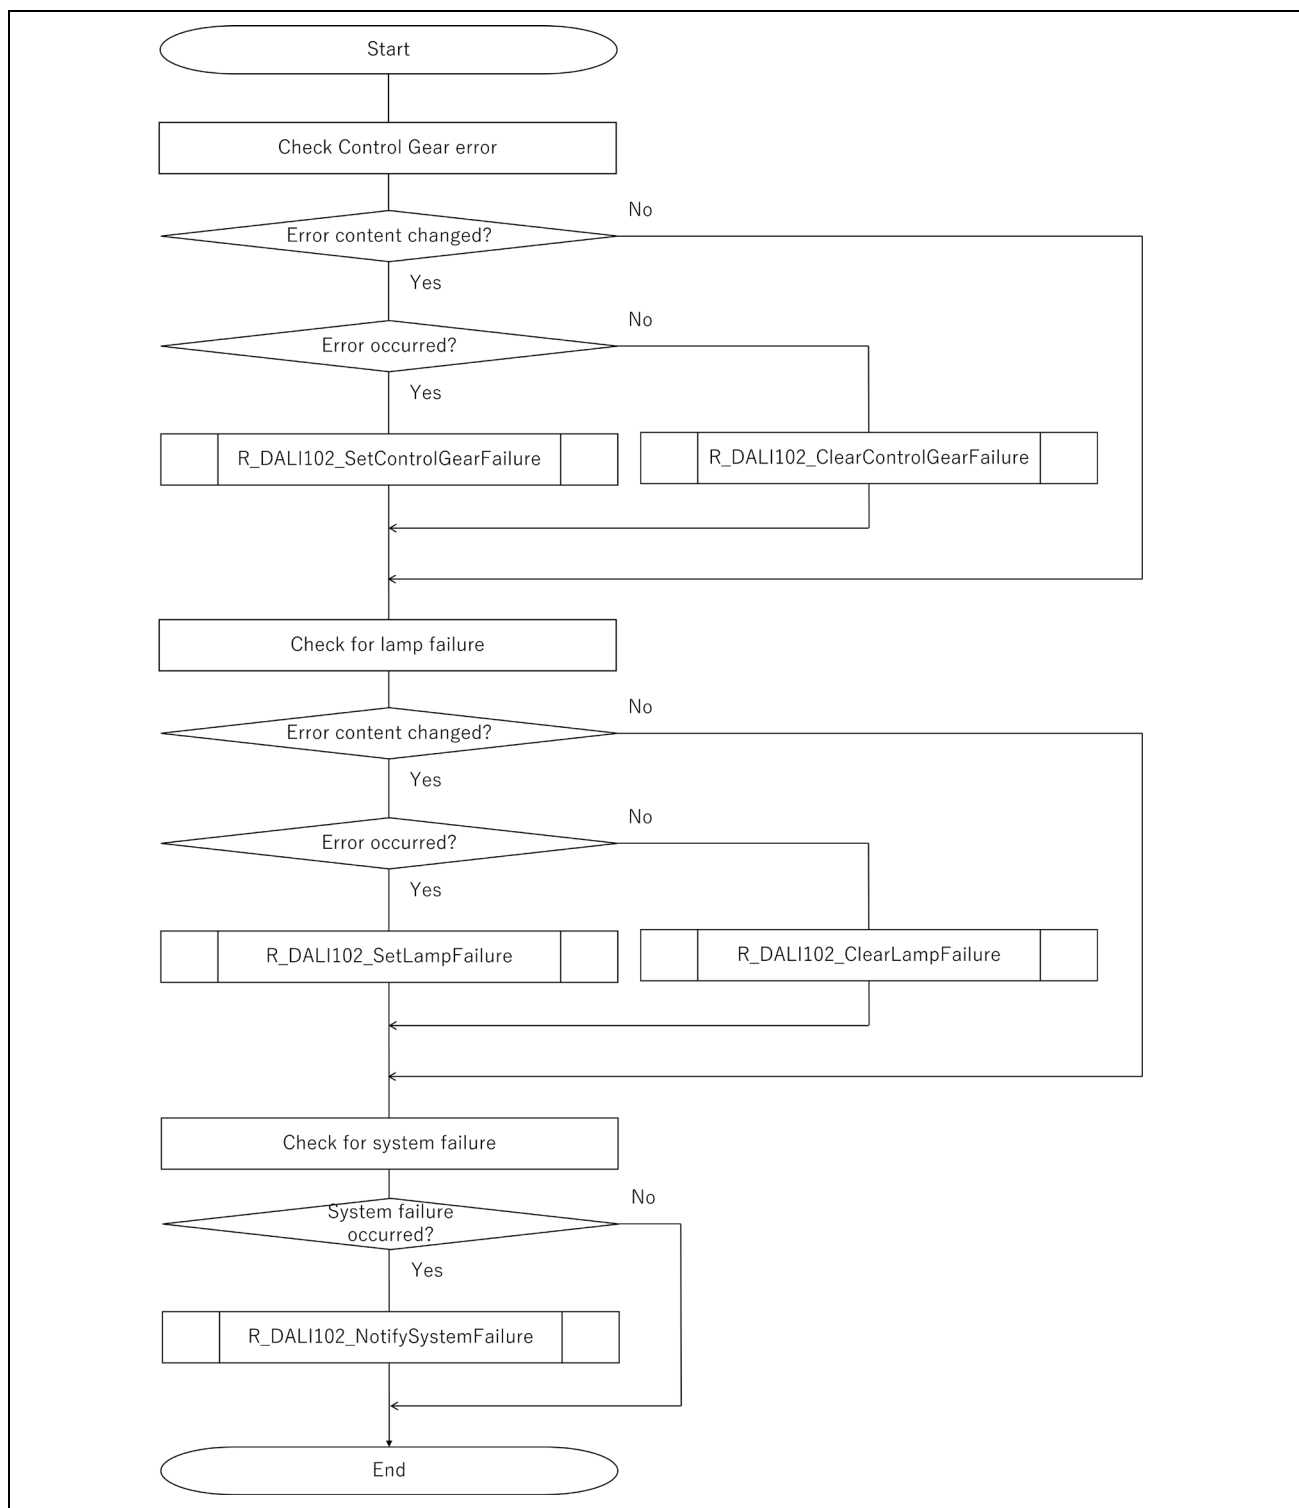 Start
Check Control Gear error
No
Error content changed?
Yes
No
Error occurred?
Yes
R_DALI102_SetControlGearFailure
R_DALI102_ClearControlGearFailure
Check for lamp failure
No
Error content changed?
Yes
No
Error occurred?
Yes
R_DALI102_SetLampFailure
R_DALI102_ClearLampFailure
Check for system failure
No
System failure
occurred?
Yes
R_DALI102_NotifySystemFailure
End